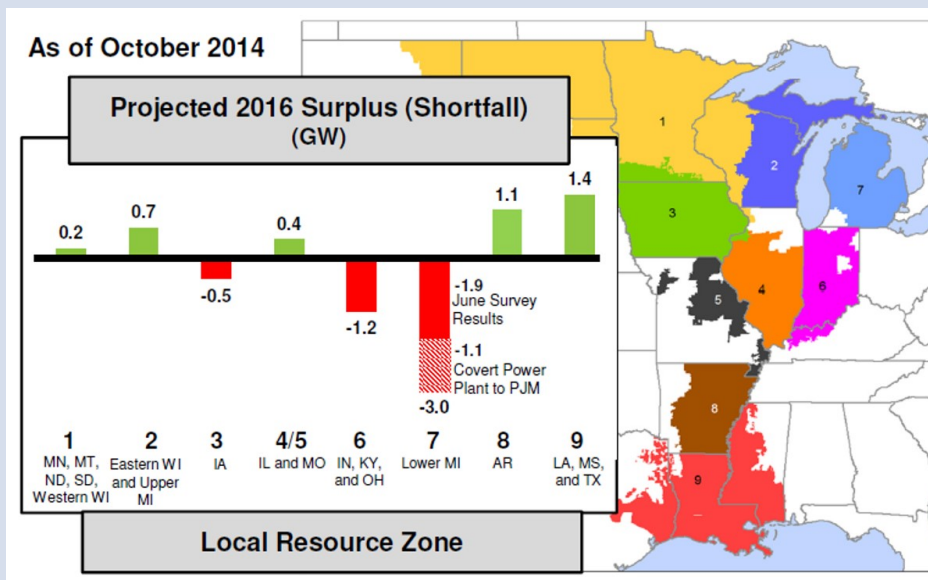 As of October 2014
Projected 2016 Surplus (Shortfall)
(GW)
0.2
0.7
-0.5
0.4
-1.2
-1.9
June Survey
Results
-1.1
Covert Power
Plant to PJM
-3.0
1.1
1.4
1
MN, MT,
ND, SD,
Western WI
2
Eastern WI
and Upper
MI
3
IA
4/5
IL and MO
6
IN, KY,
and OH
7
Lower MI
8
AR
9
LA, MS,
and TX
Local Resource Zone
1
2
7
3
4
5
6
8
9